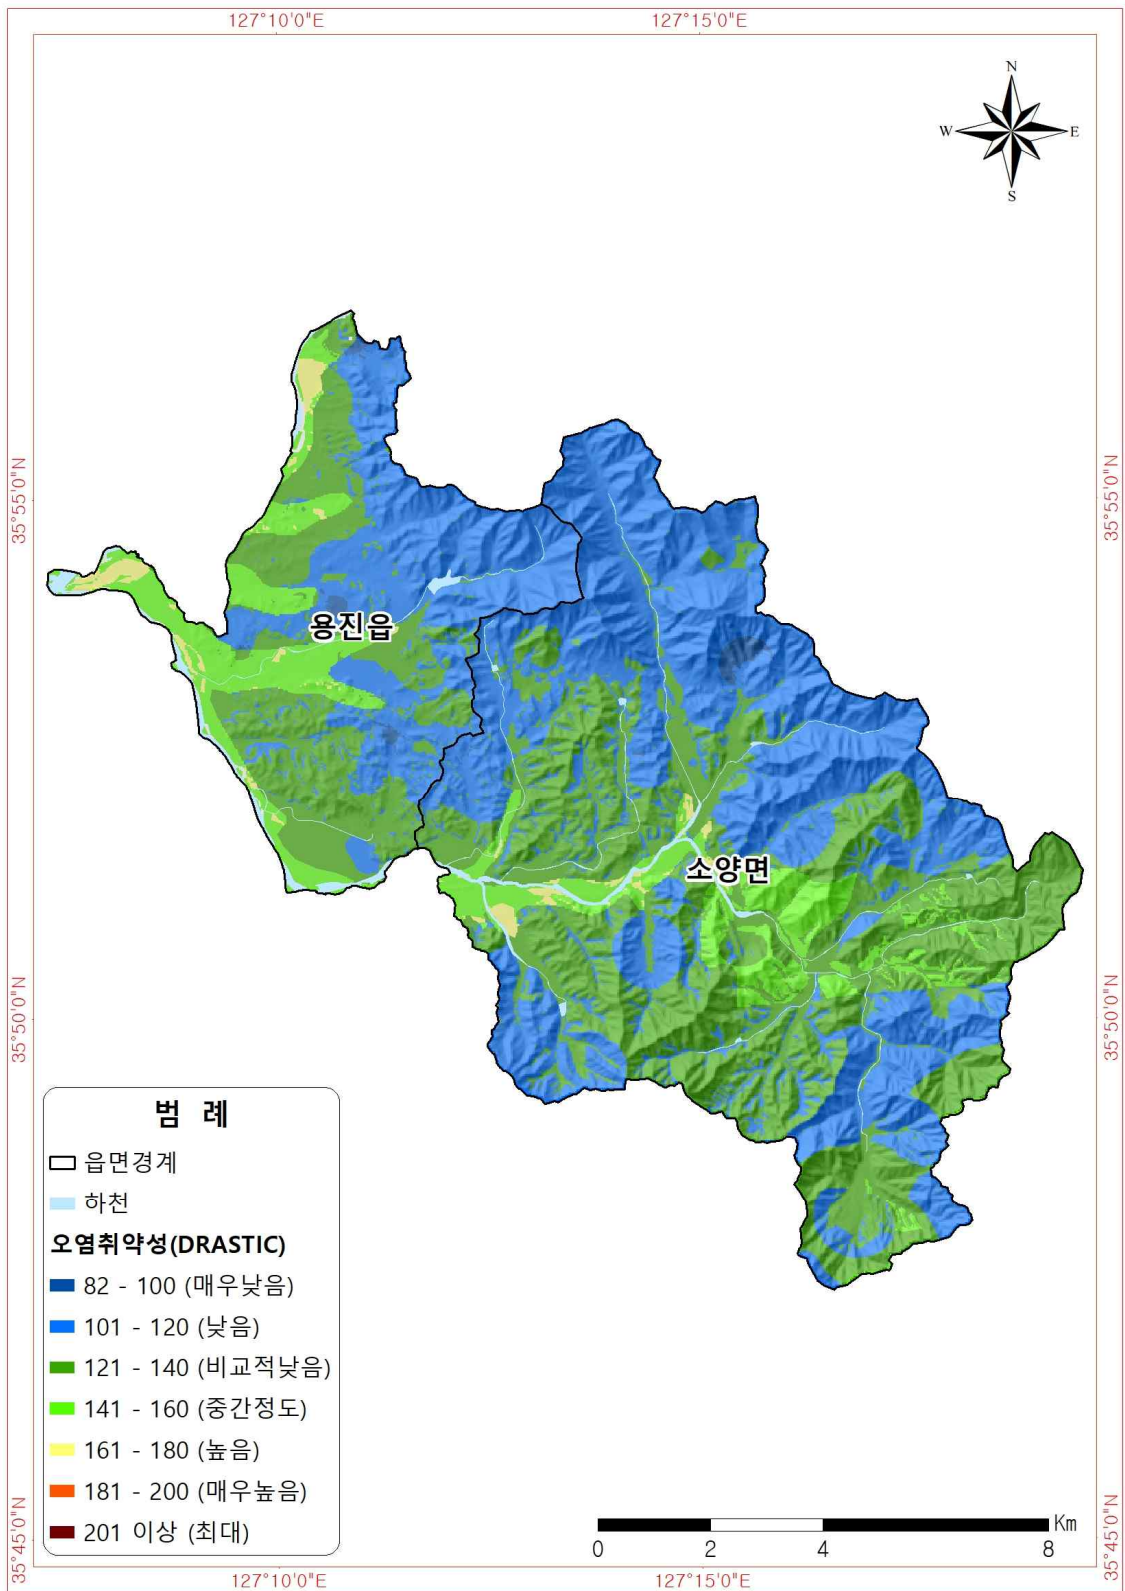 127°10'0"E
127°15'0"E
N
W
E
S
35°55'0"N
35°55'0"N
용진읍
소양면
35°50'0"N
35°50'0"N
범 례
읍면경계
하천
오염취약성(DRASTIC)
82 - 100 (매우낮음)
101 - 120 (낮음)
121 - 140 (비교적낮음)
141 - 160 (중간정도)
161 - 180 (높음)
181 - 200 (매우높음)
201 이상 (최대)
Km
0 2 4 8
35°45'0"N
35°45'0"N
127°10'0"E
127°15'0"E